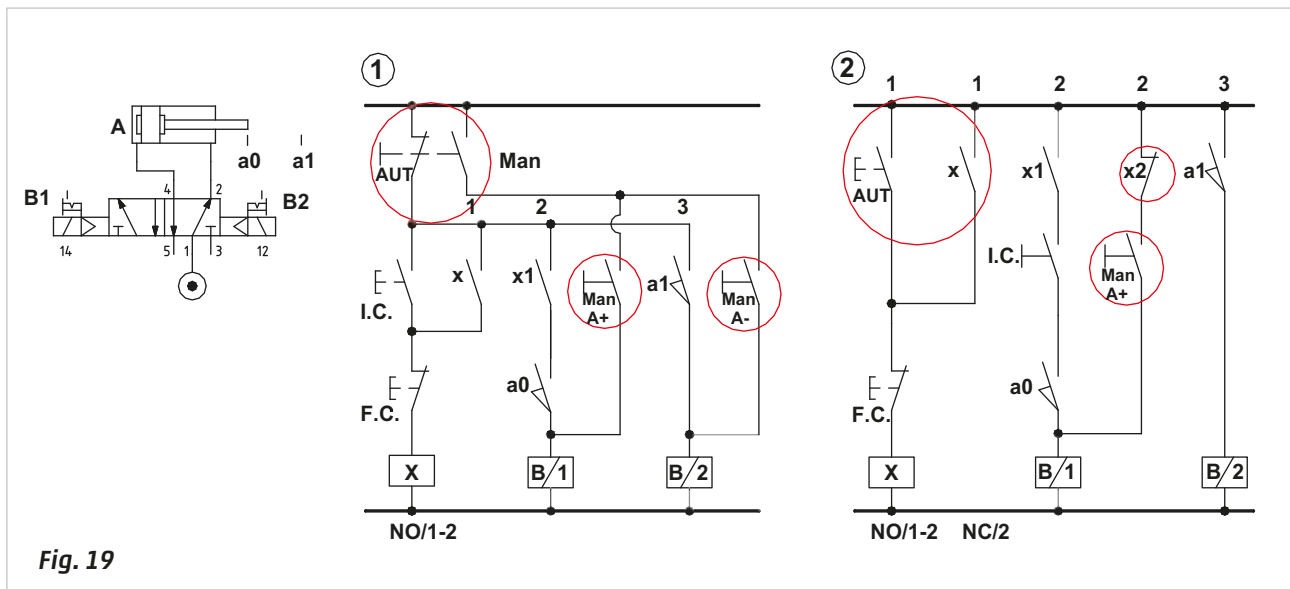 A
a0 a1
B1
4 2
B2
14
5 1 3
12
1
AUT
Man
1 2 3
I.C.
x
x1
Man
A+
a1
Man
A-
F.C.
a0
X
B/1
B/2
NO/1-2
2
1 1 2 2 3
AUT
x
x1
x2
a1
I.C.
Man
A+
F.C.
a0
X
B/1
B/2
NO/1-2 NC/2
Fig. 19